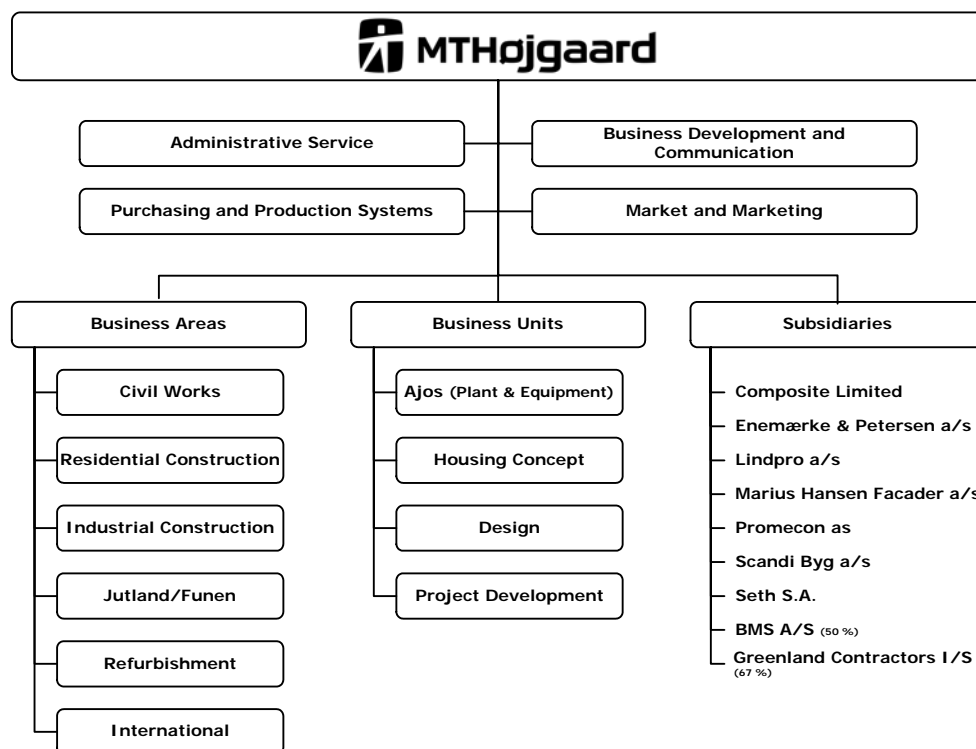 MTHøjgaard
Administrative Service
Business Development and
Communication
Purchasing and Production Systems
Market and Marketing
Business Areas
Civil Works
Residential Construction
Industrial Construction
Jutland/Funen
Refurbishment
International
Business Units
Ajos (Plant & Equipment)
Housing Concept
Design
Project Development
Subsidiaries
Composite Limited
Enemærke & Petersen a/s
Lindpro a/s
Marius Hansen Facader a/s
Promecon as
Scandi Byg a/s
Seth S.A.
BMS A/S (50 %)
Greenland Contractors I/S
(67 %)